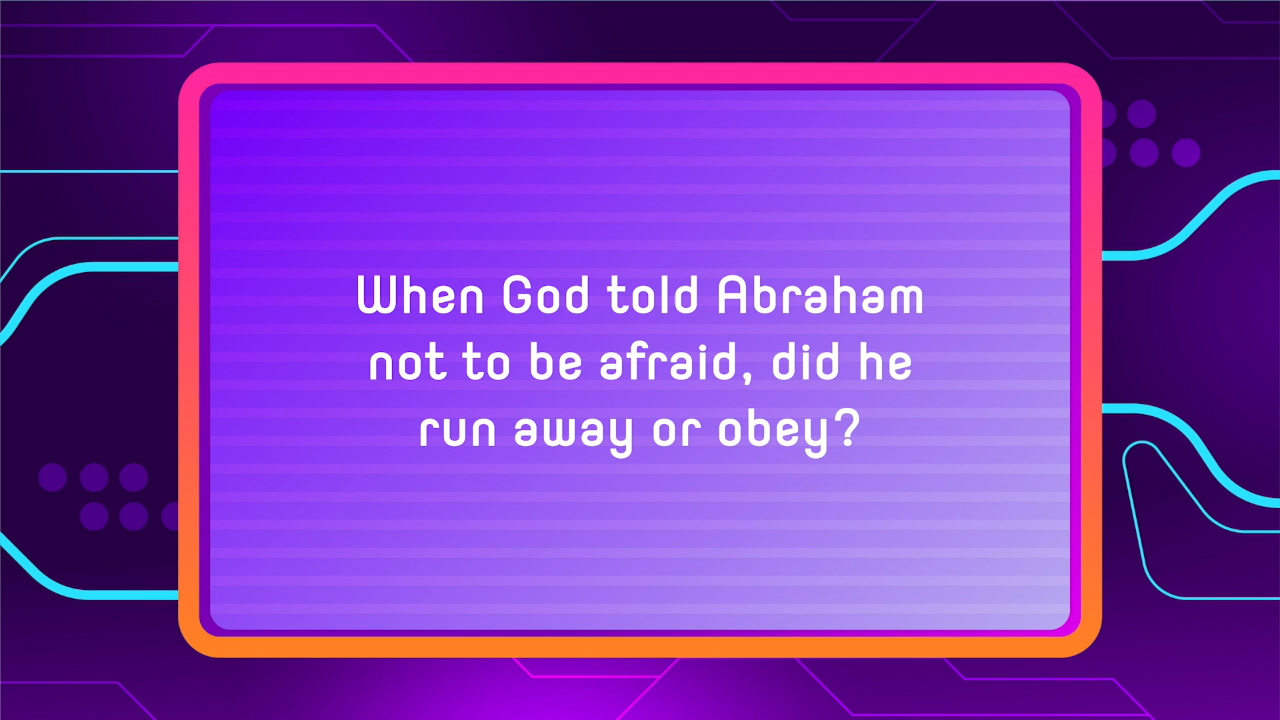 When God told Abraham
not to be afraid, did he
run away or obey?